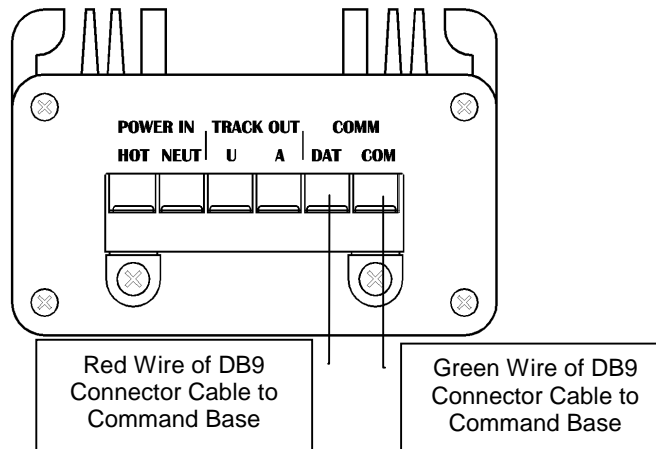 POWER IN TRACK OUT COMM
HOT NEUT U A DAT COM
Red Wire of DB9
Connector Cable to
Command Base
Green Wire of DB9
Connector Cable to
Command Base